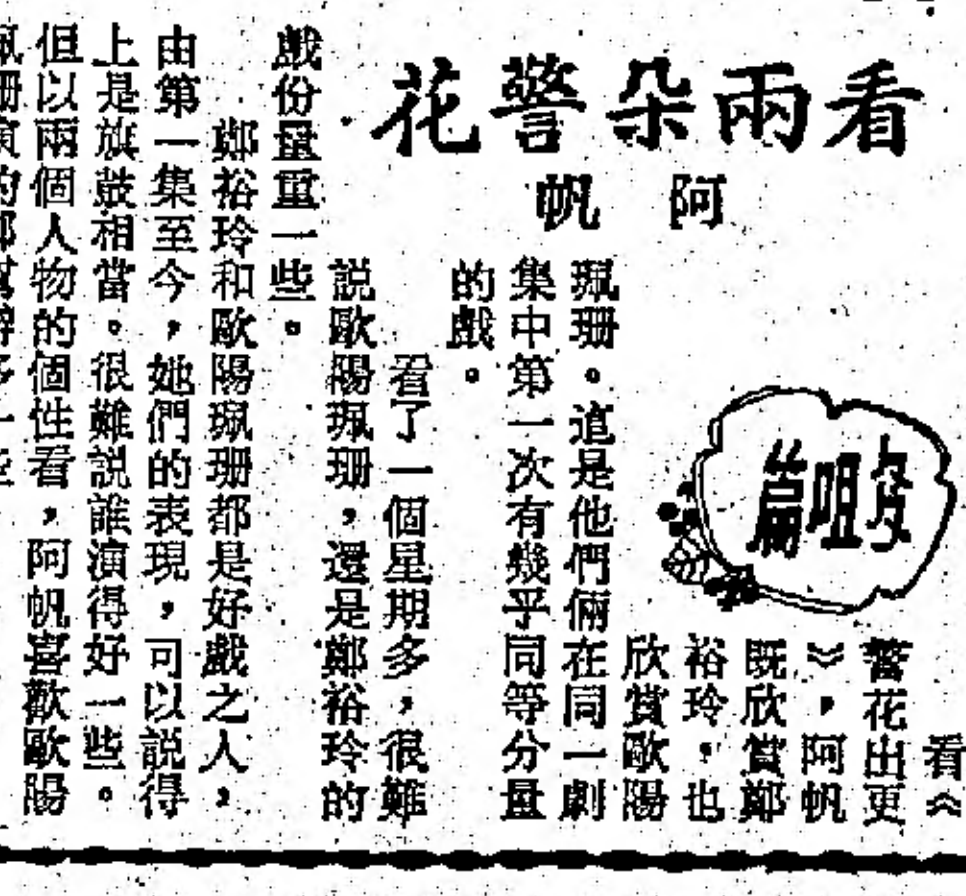 看兩朵警花
阿帆
咀篇
看《
警花出更
》,阿帆
既欣賞鄭
裕玲,也
欣賞歐陽
珮珊。這是他們倆在同一劇
集中第一次有幾乎同等分量
的戲。
看了一個星期多,很難
説歐陽珮珊,還是鄭裕玲的
戲份量重一些。
鄭裕玲和歐陽珮珊都是好戲之人,
由第一集至今,她們的表現,可以説得
上是旗鼓相當。很難説誰演得好一些。
但以兩個人物的個性看,阿帆喜歡歐陽